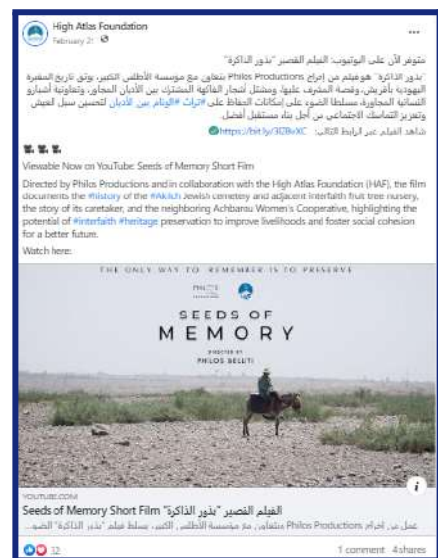 High Atlas Foundation
February 21
متوفر الآن على اليوتيوب: الفيلم القصير "بذور الذاكرة"
"بذور الذاكرة" هو فيلم من إخراج Philos Productions بتعاون مع مؤسسة الأطلس الكبير، يوثق تاريخ المقبرة
اليهودية بأقريش، وقصة المشرف عليها، ومشتل أشجار الفاكهة المشترك بين الأديان المجاور، وتعاونية أشبارو
النسائية المجاورة، مسلطا الضوء على إمكانات الحفاظ على #تراث #الوئام بين الأديان لتحسين سبل العيش
وتعزيز التماسك الاجتماعي من أجل بناء مستقبل أفضل.
شاهد الفيلم عبر الرابط التالي:
Viewable Now on YouTube: Seeds of Memory Short Film
Directed by Philos Productions and in collaboration with the High Atlas Foundation (HAF), the film
documents the #history of the #Akrich Jewish cemetery and adjacent interfaith fruit tree nursery,
the story of its caretaker, and the neighboring Achbarou Women's Cooperative, highlighting the
potential of #interfaith #heritage preservation to improve livelihoods and foster social cohesion
for a better future.
Watch here:
THE ONLY WAY TO REMEMBER IS TO PRESERVE
SEEDS OF
MEMORY
DIRECTED BY
PHILOS SELUTI
YOUTUBE.COM
Seeds of Memory Short Film "الفيلم القصير "بذور الذاكرة
عمل من اخراج Philos Productions بتعاون مع مؤسسة الأطلس الكبير، يسلط فيلم "بذور الذاكرة" الضو...
32
1 comment 4 shares